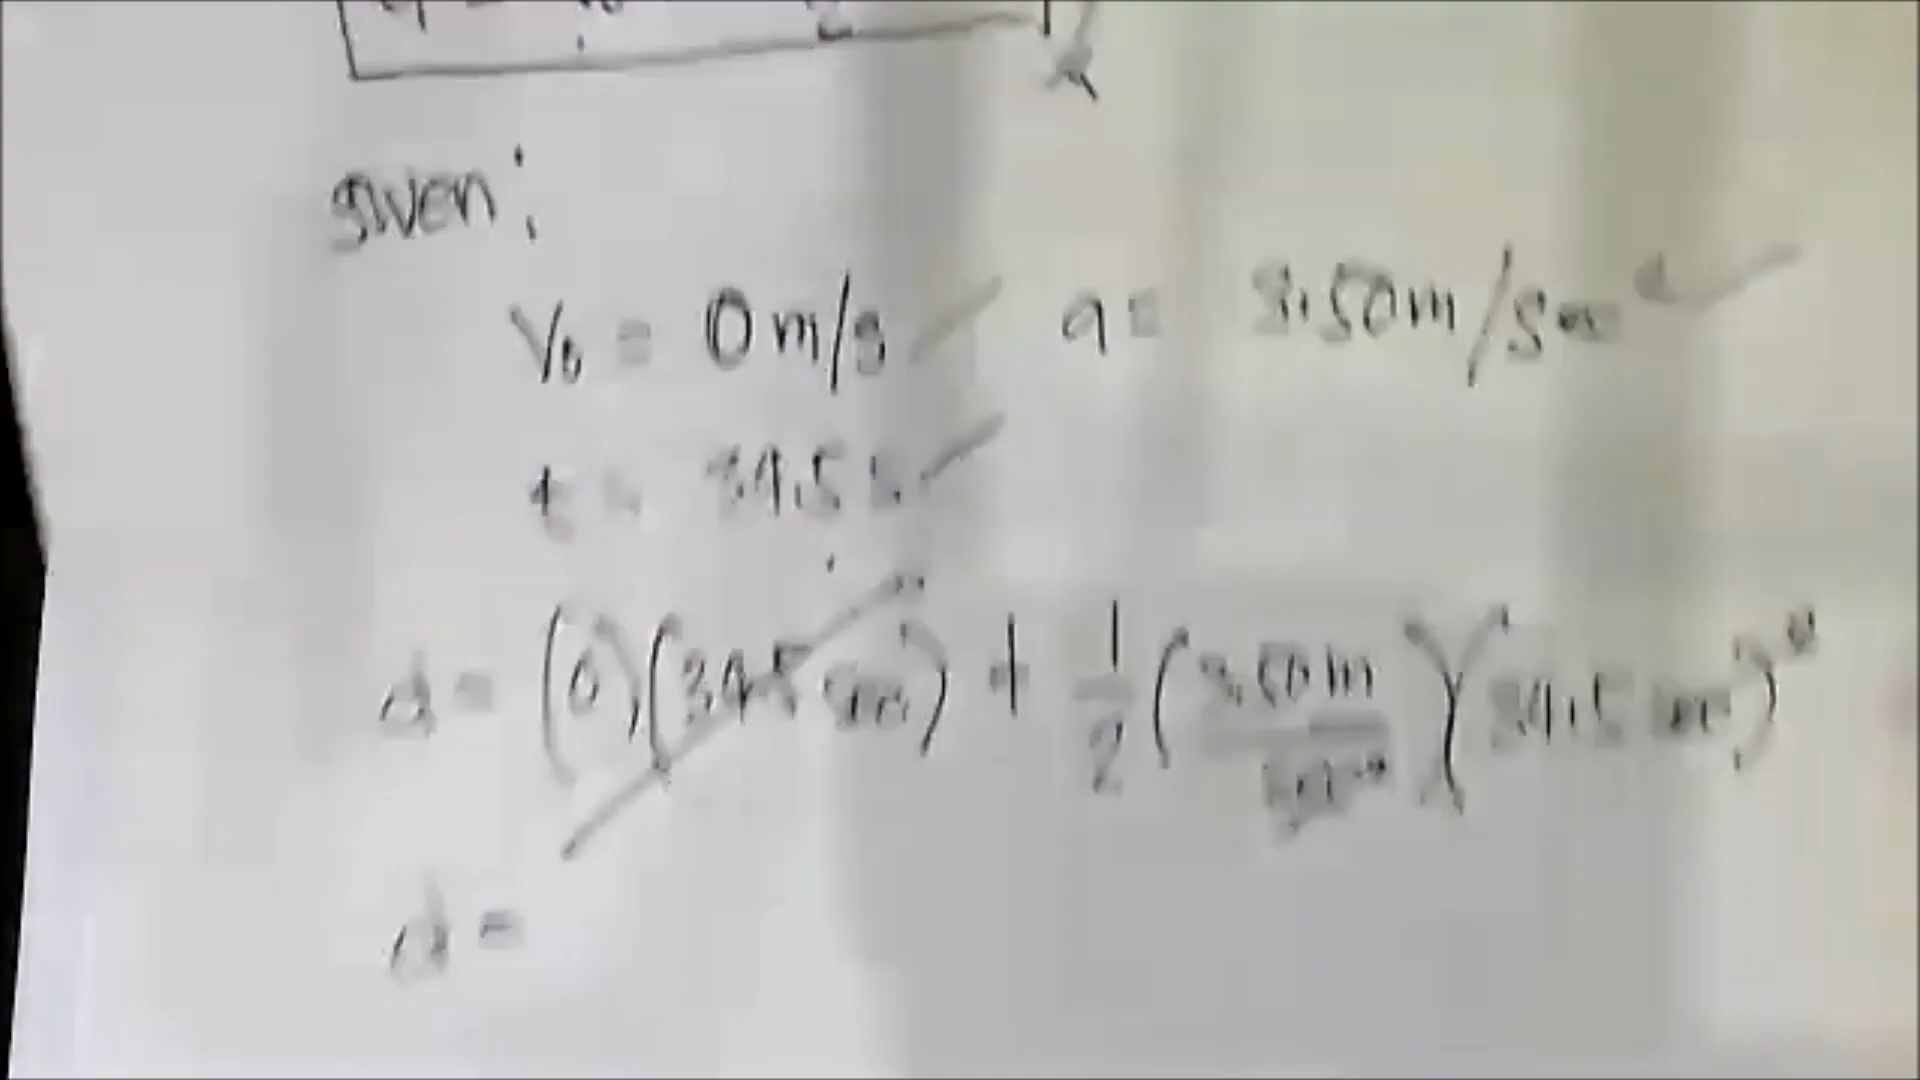 given:
V₀ = 0 m/s a = 3.50 m/sec²
t = 34.5 s
d = (0)(34.5 sec) + 1/2 (3.50 m/sec²)(34.5 sec)²
d =